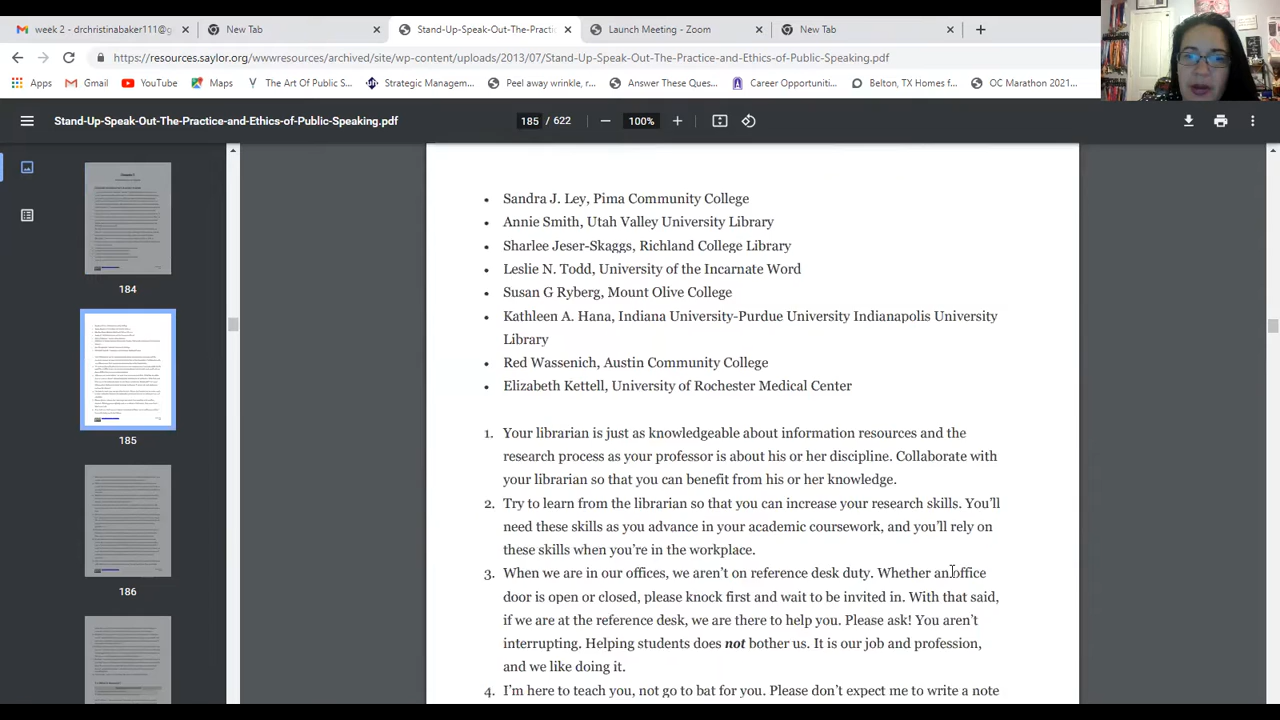 week 2 - drchristinabaker111@g
New Tab
Stand-Up-Speak-Out-The-Practic
Launch Meeting - Zoom
New Tab
https://resources.saylor.org/wwwresources/archived/site/wp-content/uploads/2013/07/Stand-Up-Speak-Out-The-Practice-and-Ethics-of-Public-Speaking.pdf
Apps
YouTube
Maps
The Art Of Public S...
Strategic Managem...
Peel away wrinkle, r...
Answer These Que...
Career Opportuniti...
Belton, TX Homes f...
OC Marathon 2021...
Stand-Up-Speak-Out-The-Practice-and-Ethics-of-Public-Speaking.pdf
185 / 622
100%
184
185
186
• Sandra J. Ley, Pima Community College
• Annie Smith, Utah Valley University Library
• Sharlee Jeser-Skaggs, Richland College Library
• Leslie N. Todd, University of the Incarnate Word
• Susan G Ryberg, Mount Olive College
• Kathleen A. Hana, Indiana University-Purdue University Indianapolis University
Library
• Red Wassenich, Austin Community College
• Elizabeth Kettell, University of Rochester Medical Center
1. Your librarian is just as knowledgeable about information resources and the
research process as your professor is about his or her discipline. Collaborate with
your librarian so that you can benefit from his or her knowledge.
2. Try to learn from the librarian so that you can increase your research skills. You'll
need these skills as you advance in your academic coursework, and you'll rely on
these skills when you're in the workplace.
3. When we are in our offices, we aren't on reference desk duty. Whether an office
door is open or closed, please knock first and wait to be invited in. With that said,
if we are at the reference desk, we are there to help you. Please ask! You aren't
interrupting. Helping students does not bother us. It is our job and profession,
and we like doing it.
4. I'm here to teach you, not go to bat for you. Please don't expect me to write a note